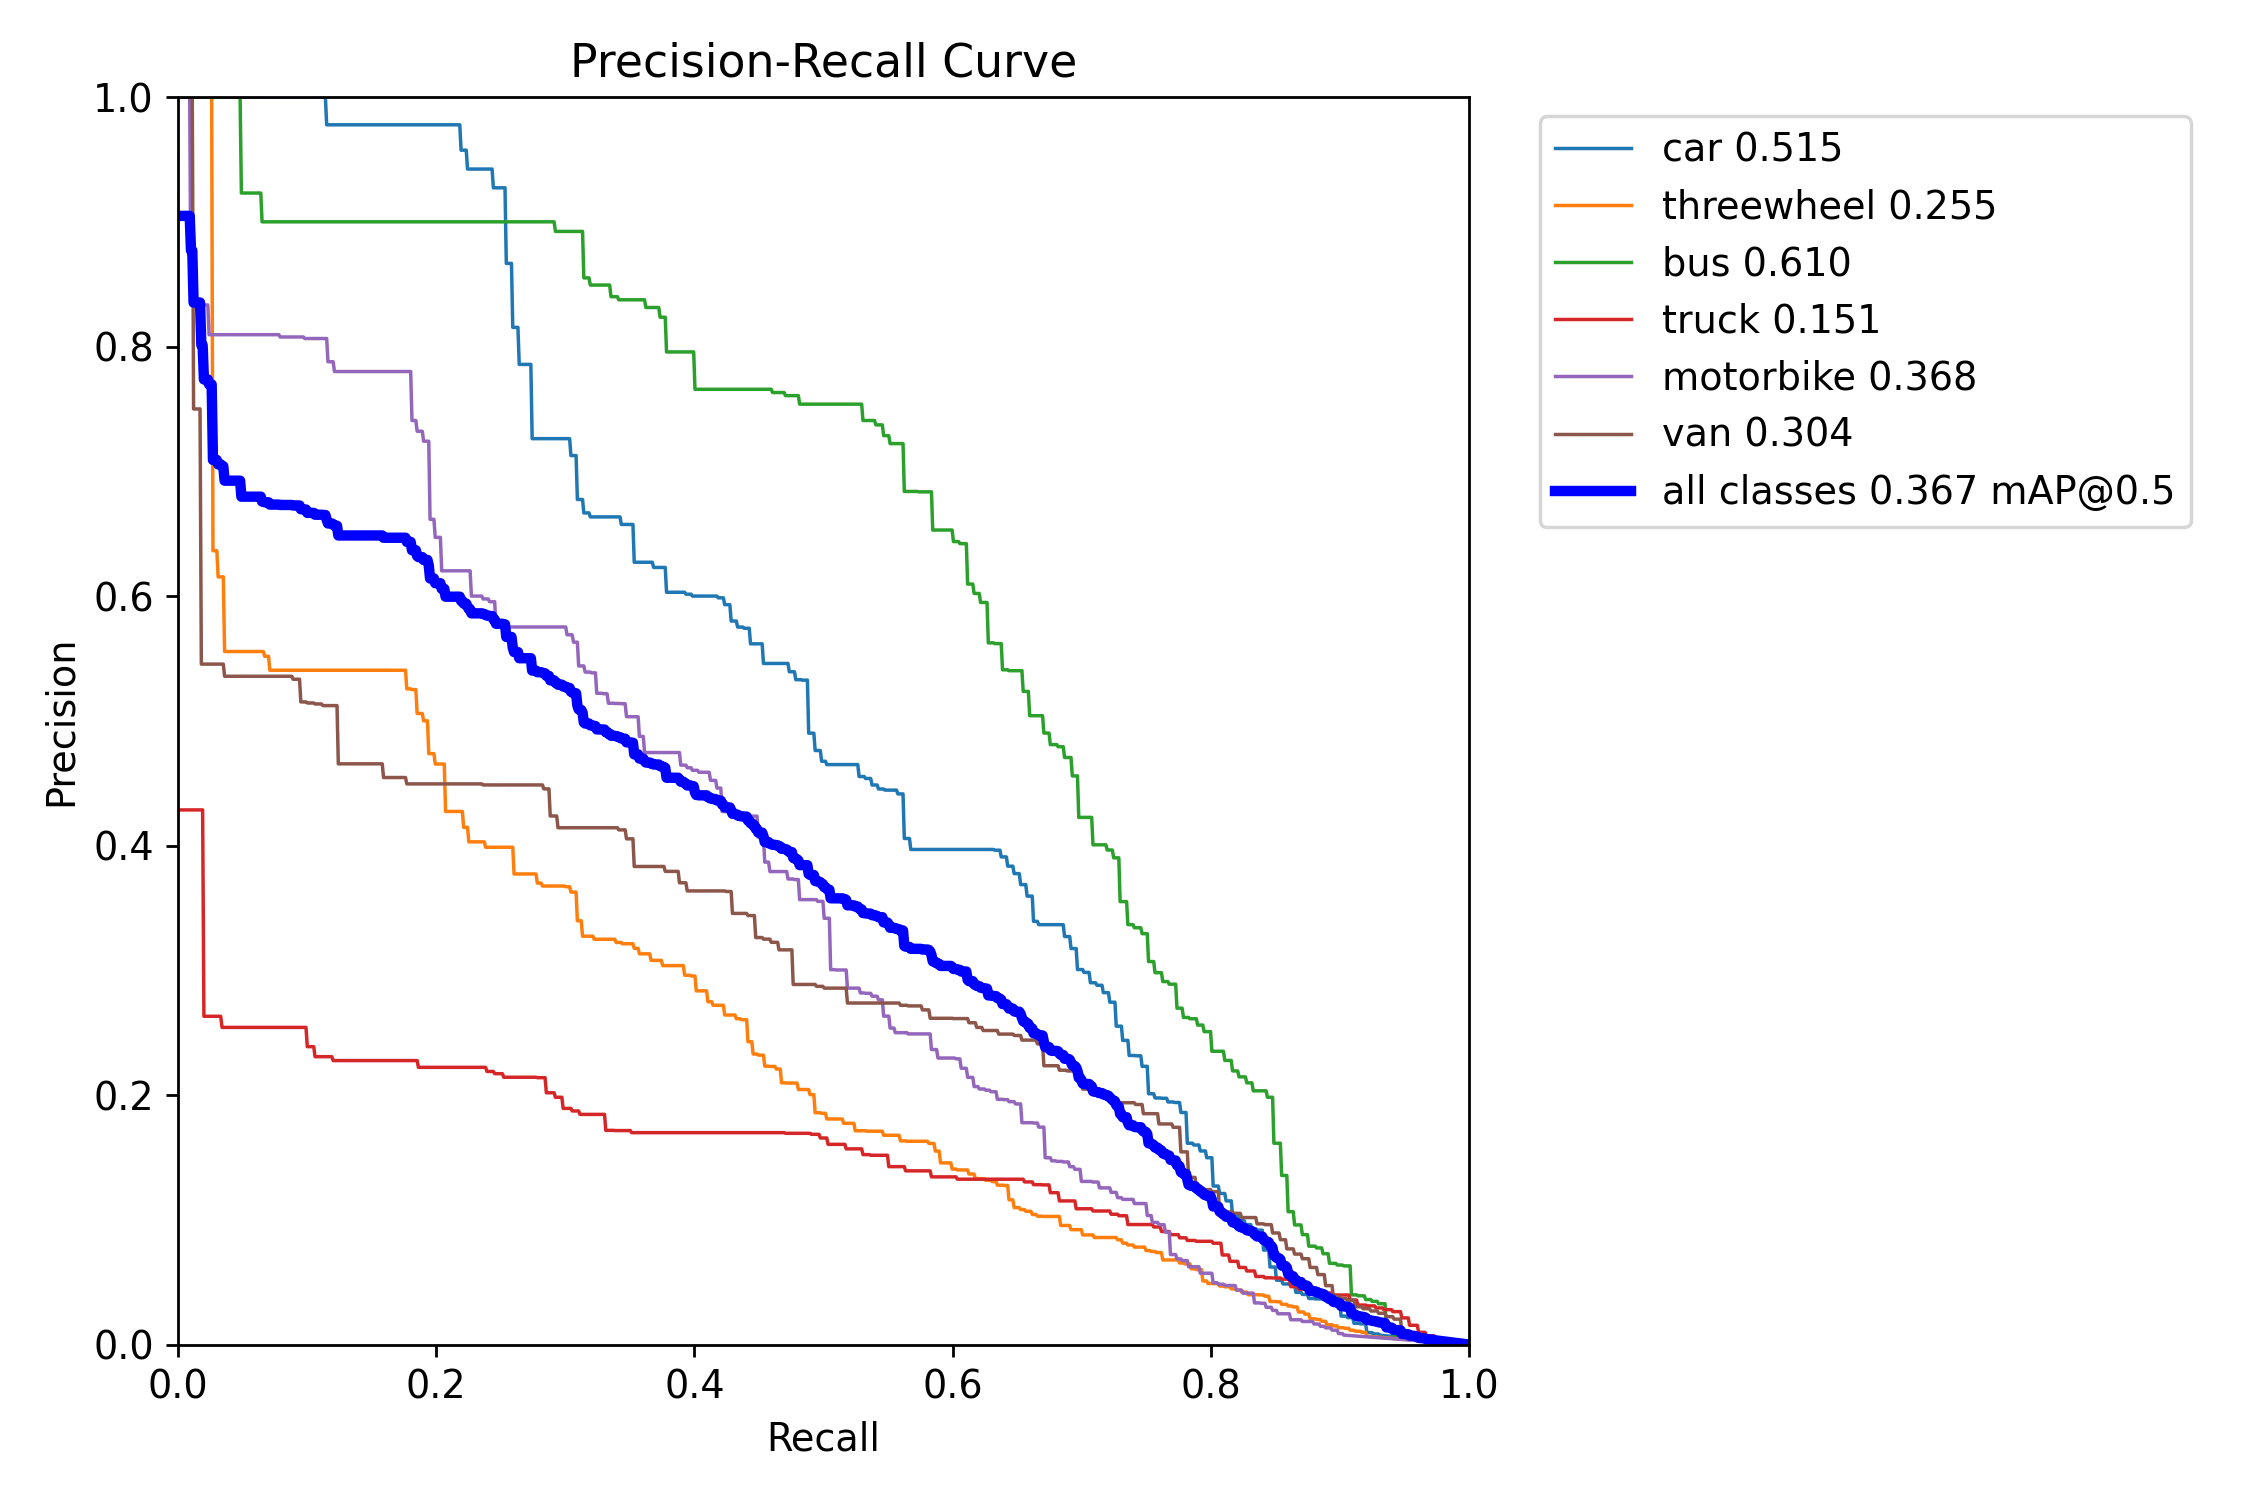 Precision-Recall Curve
1.0
0.8
0.6
0.4
0.2
0.0
Precision
0.0 0.2 0.4 0.6 0.8 1.0
Recall
car 0.515
threewheel 0.255
bus 0.610
truck 0.151
motorbike 0.368
van 0.304
all classes 0.367 mAP@0.5